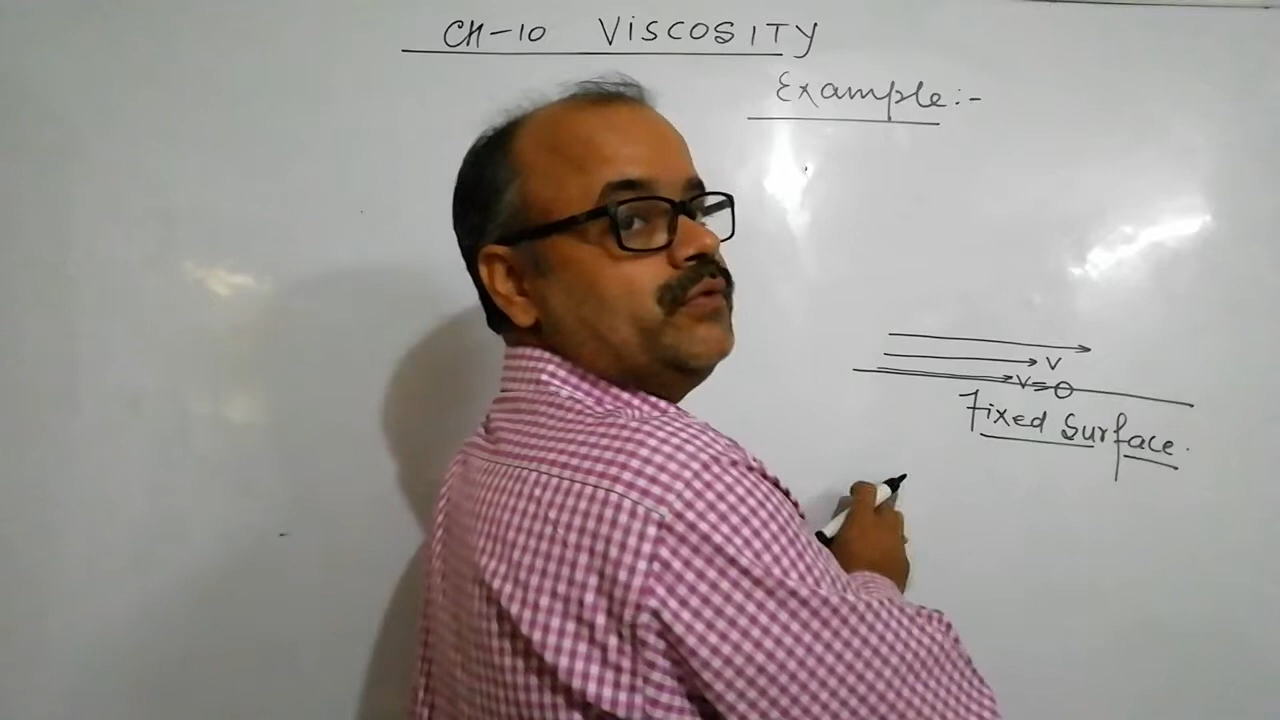 CH-10 VISCOSITY
Example:-
V
V=0
Fixed Surface.